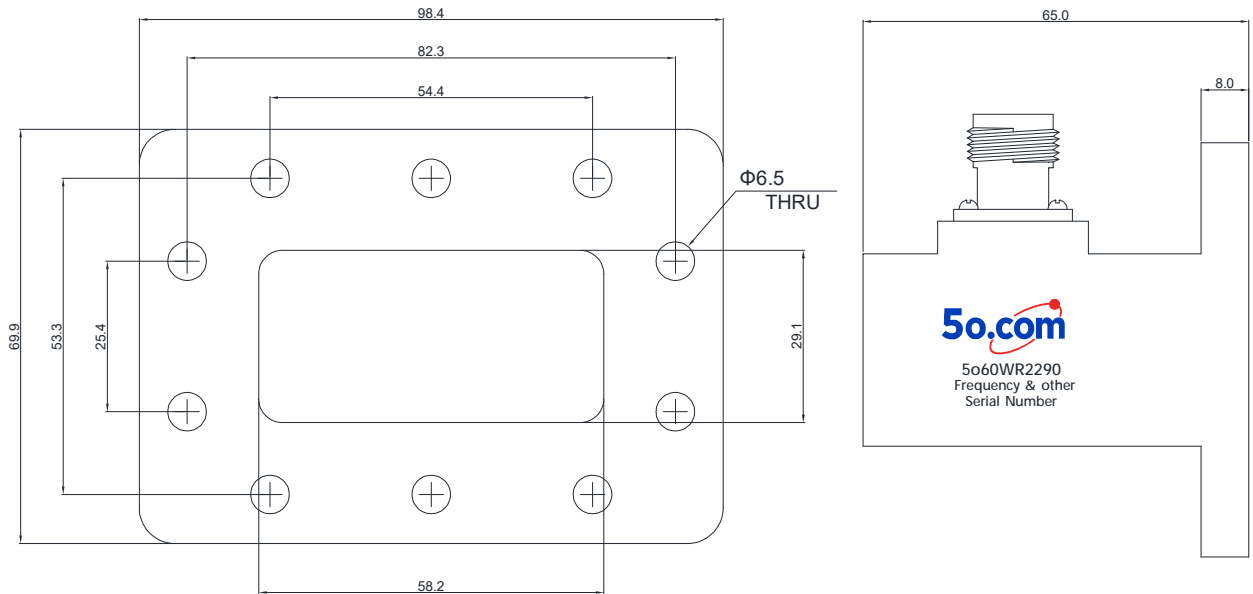 98.4
65.0
82.3
8.0
54.4
Φ6.5
THRU
69.9
53.3
25.4
29.1
5o.com
5o60WR2290
Frequency & other
Serial Number
58.2